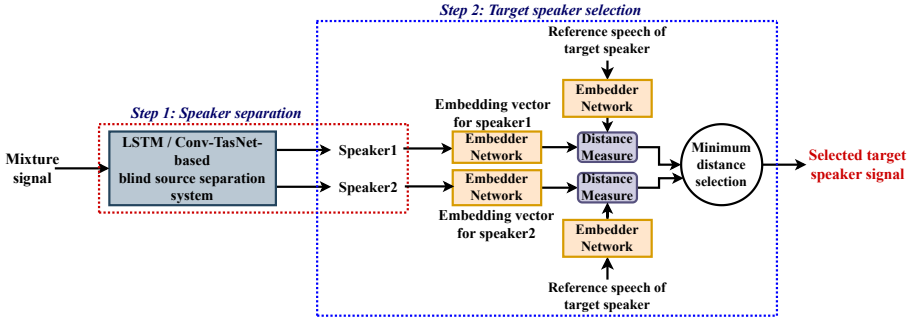 Step 2: Target speaker selection
Reference speech of
target speaker
Embedder
Network
Step 1: Speaker separation
Embedding vector
for speaker1
LSTM / Conv-TasNet-
based
blind source separation
system
Mixture
signal
Speaker1
Embedder
Network
Distance
Measure
Minimum
distance
selection
Selected target
speaker signal
Speaker2
Embedder
Network
Distance
Measure
Embedding vector
for speaker2
Embedder
Network
Reference speech of
target speaker